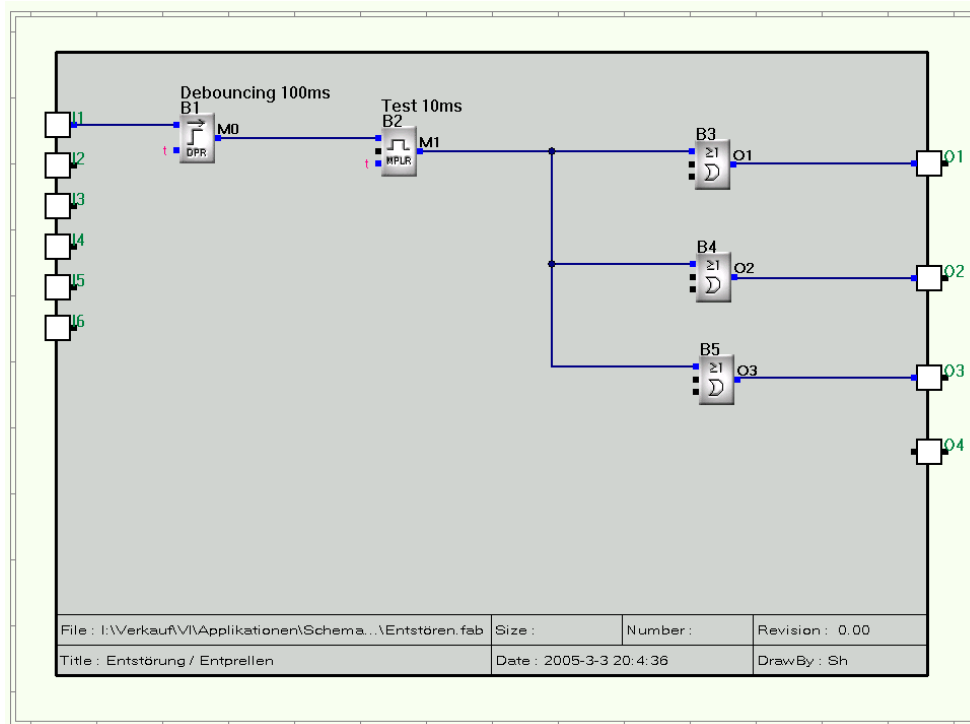 Debouncing 100ms
B1
I1
M0
t
DPR
Test 10ms
B2
M1
t
MPLR
B3
≥1
O1
O1
I2
I3
I4
I5
I6
B4
≥1
O2
O2
B5
≥1
O3
O3
O4
File : I:\Verkauf\VI\Applikationen\Schema...\Entstören.fab
Size :
Number :
Revision : 0.00
Title : Entstörung / Entprellen
Date : 2005-3-3 20:4:36
DrawBy : Sh